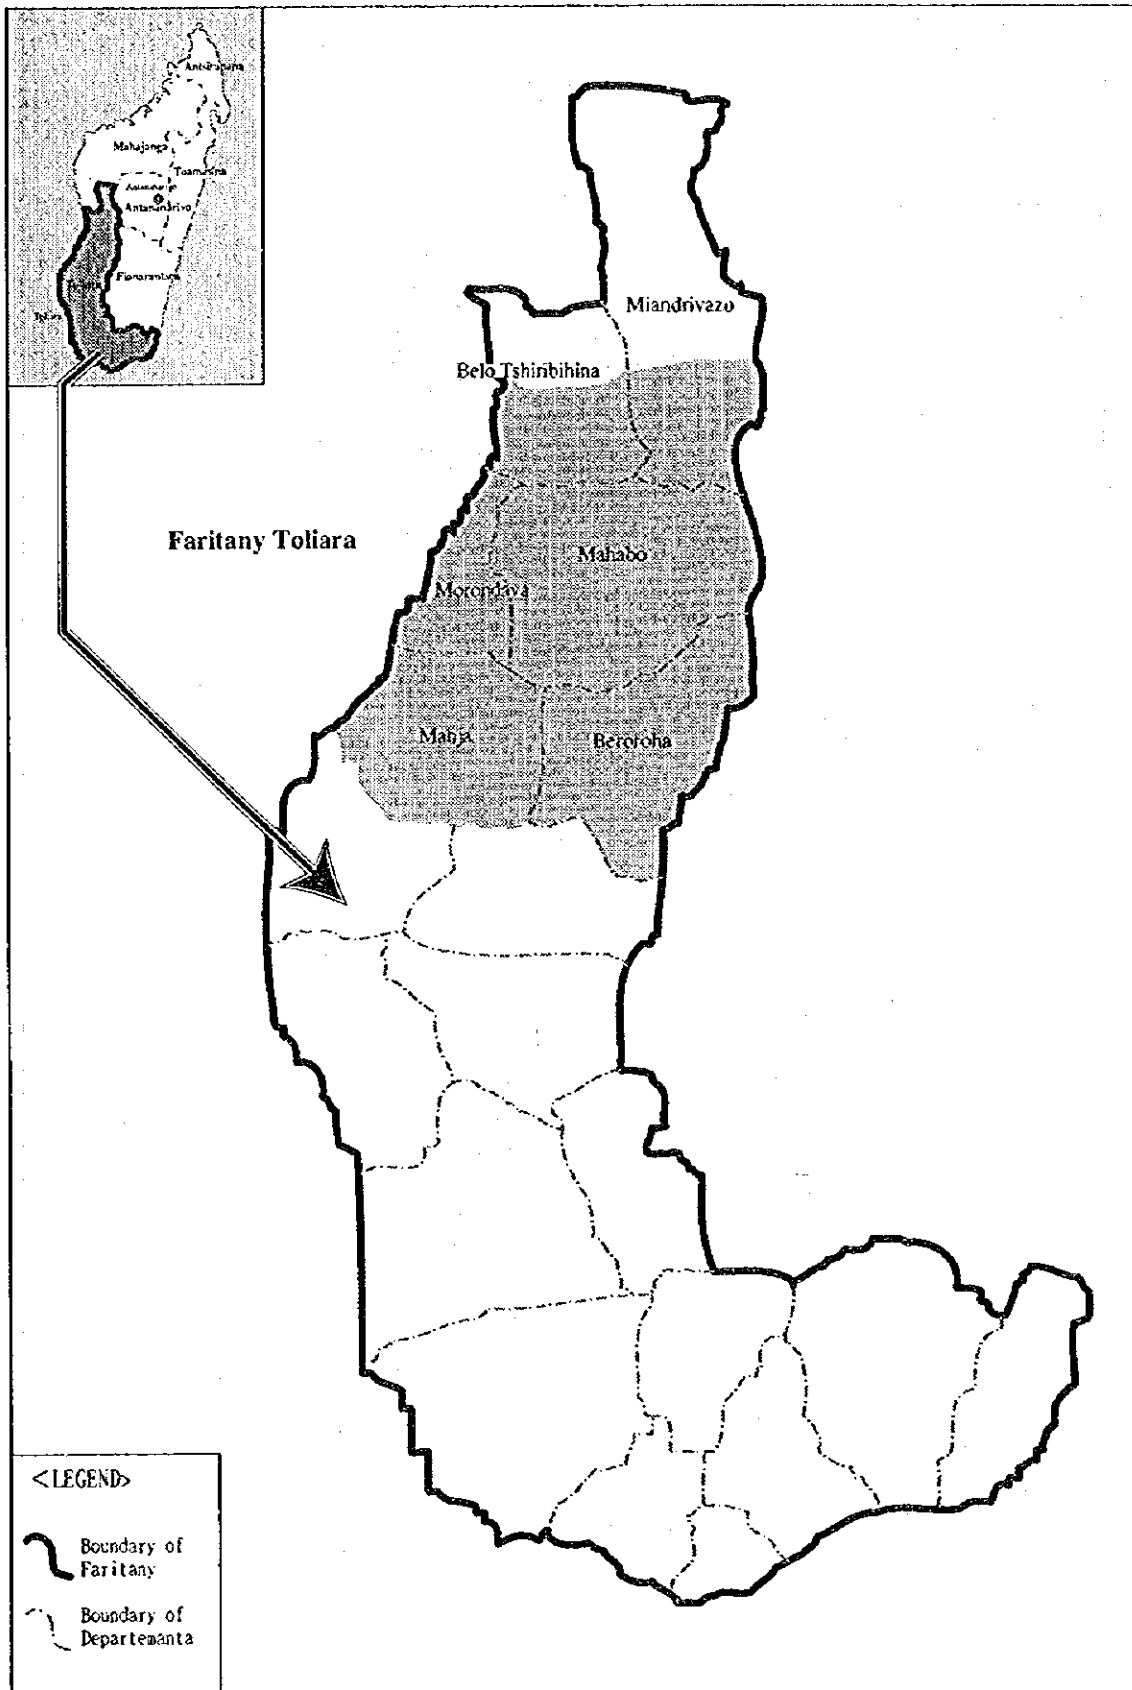 Antsiranana
Mahajanga
Toamasina
Antananarivo
Fianarantsoa
Miandrivazo
Belo Tshiribihina
Faritany Toliara
Mahabo
Morondava
Manja
Beroroha
<LEGEND>
Boundary of
Faritany
Boundary of
Departemanta